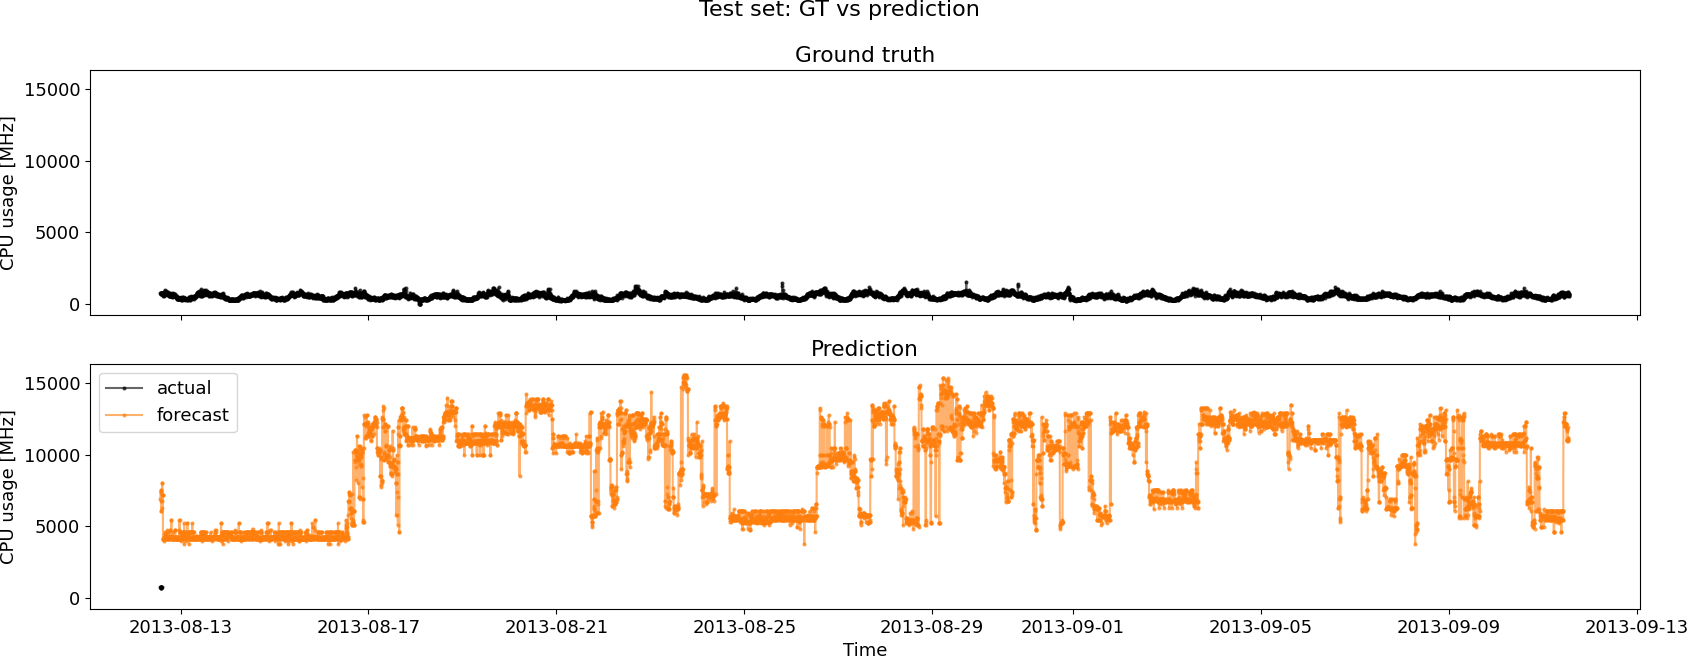 Test set: GT vs prediction
Ground truth
CPU usage [MHz]
15000
10000
5000
0
Prediction
CPU usage [MHz]
15000
10000
5000
0
actual
forecast
2013-08-13 2013-08-17 2013-08-21 2013-08-25 2013-08-29 2013-09-01 2013-09-05 2013-09-09 2013-09-13
Time